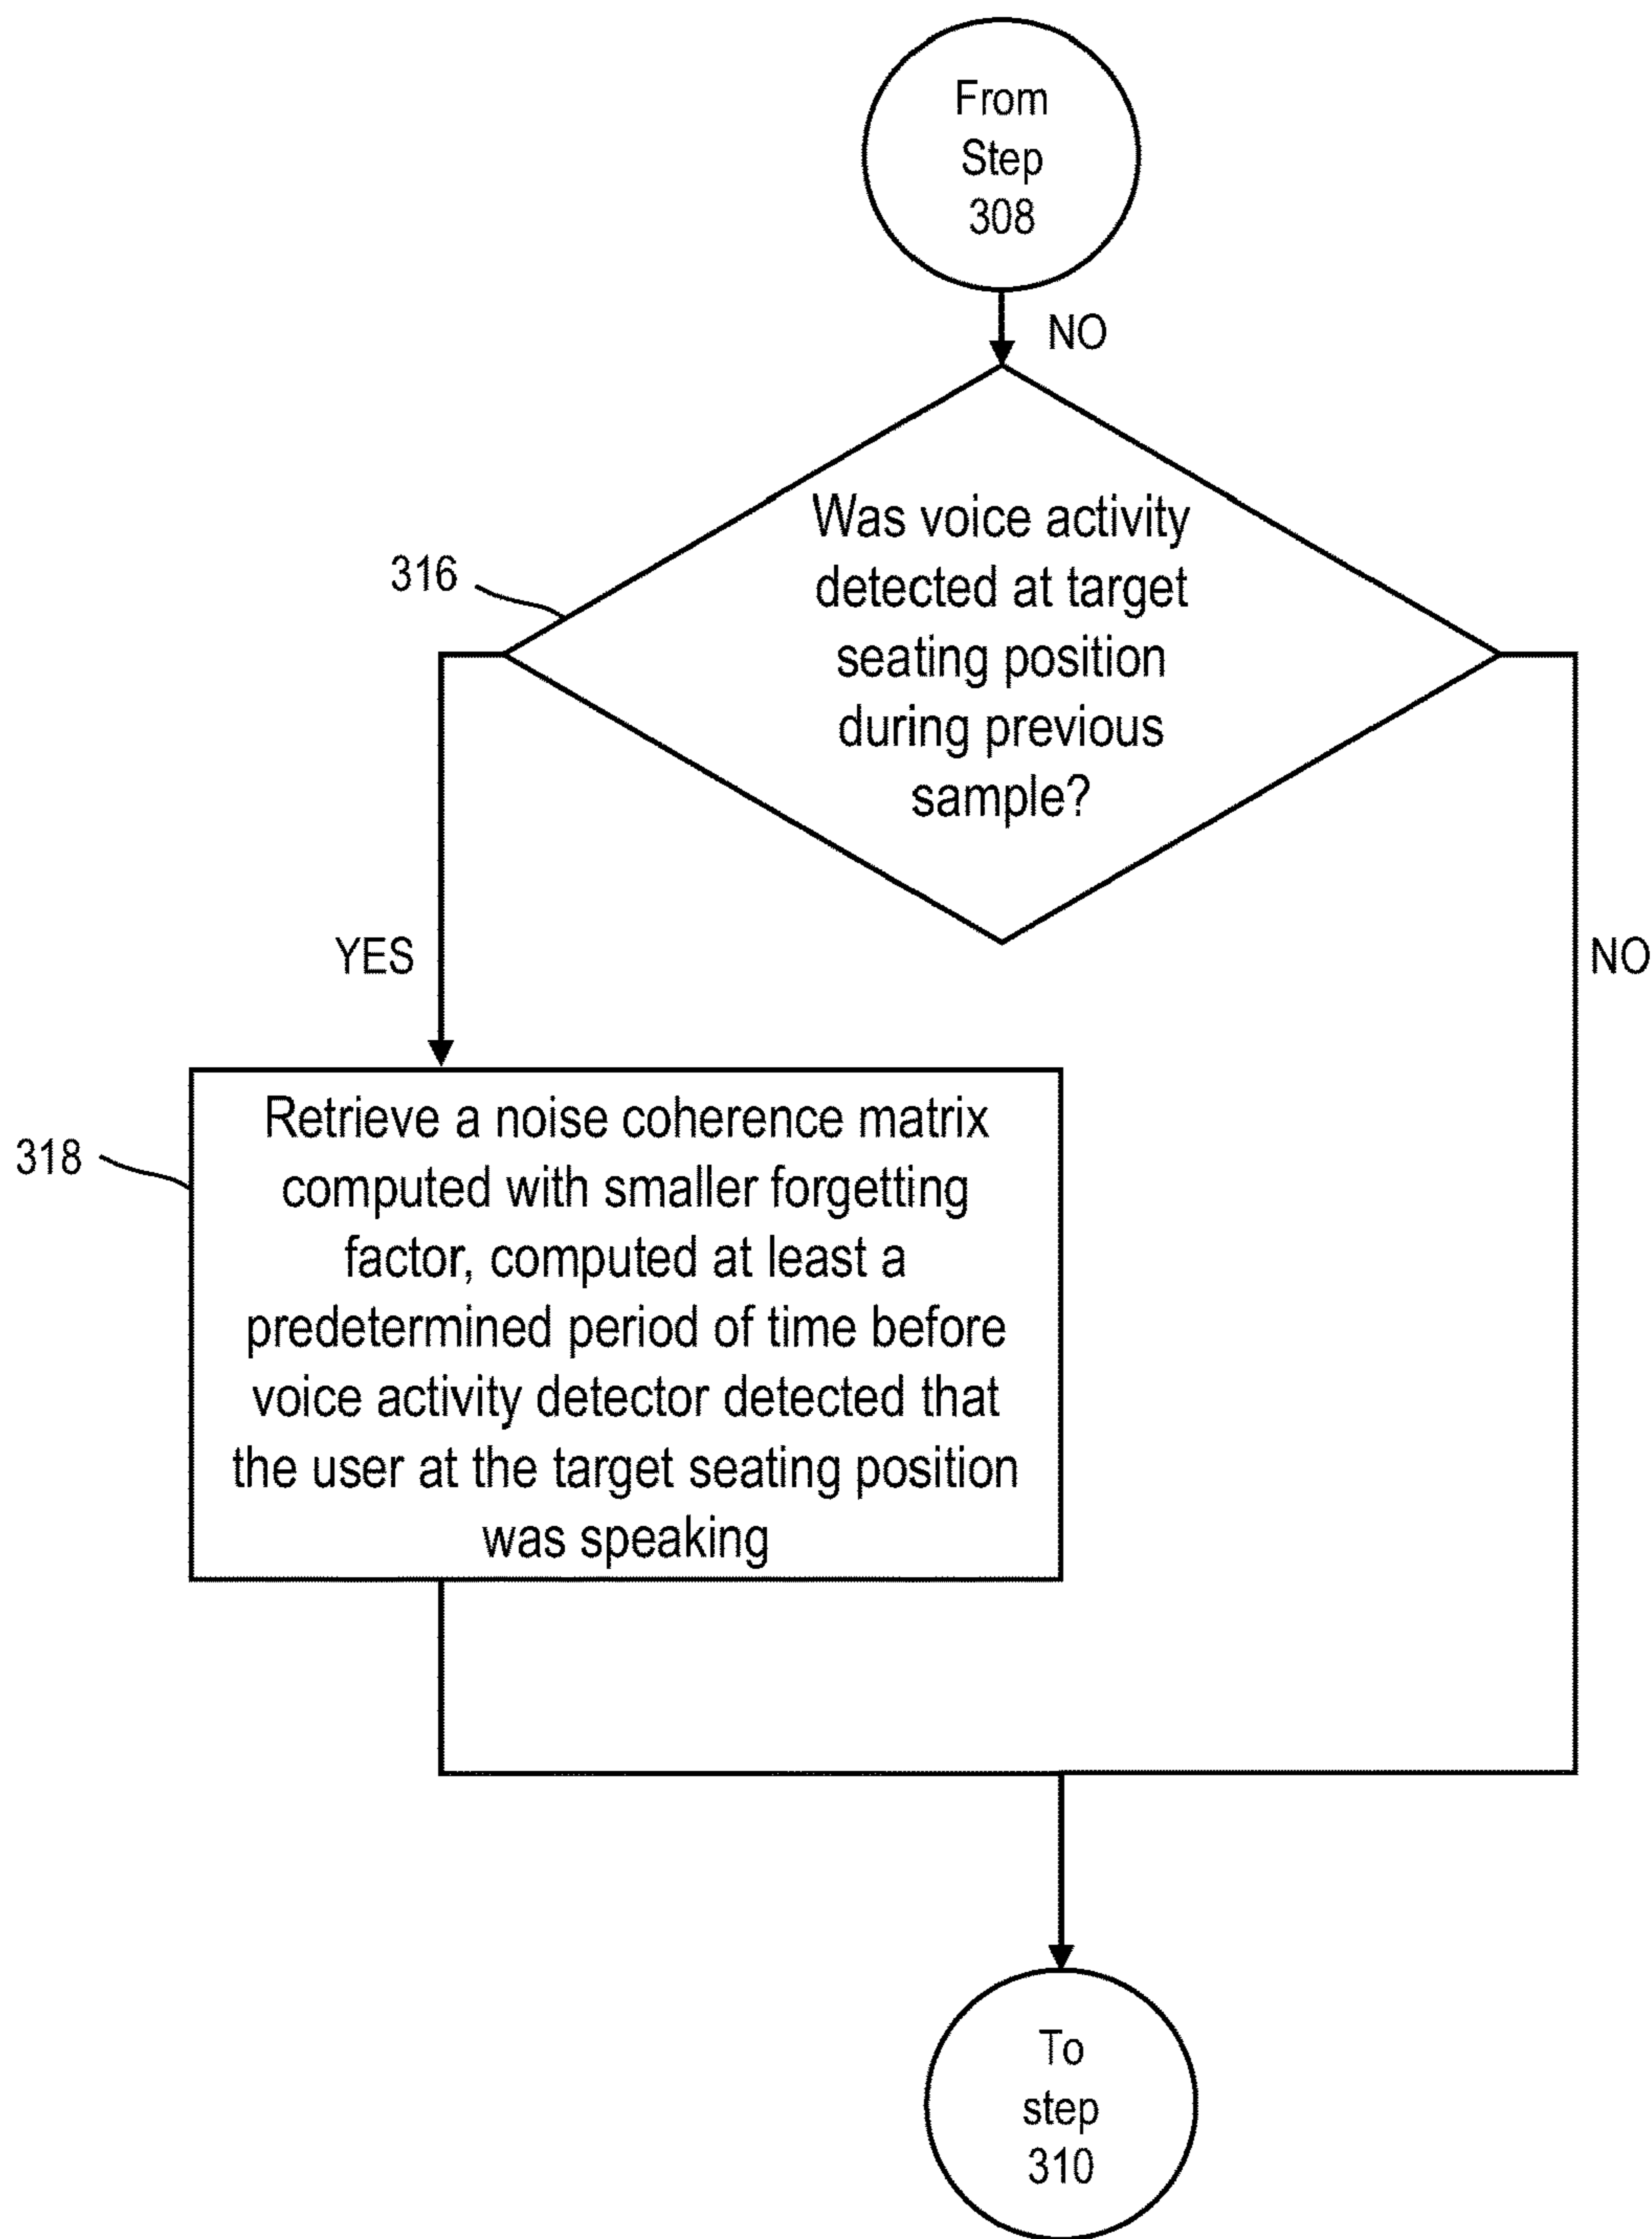 From
Step
308
NO
Was voice activity
detected at target
seating position
during previous
sample?
316
YES
NO
Retrieve a noise coherence matrix
computed with smaller forgetting
factor, computed at least a
predetermined period of time before
voice activity detector detected that
the user at the target seating position
was speaking
318
To
step
310